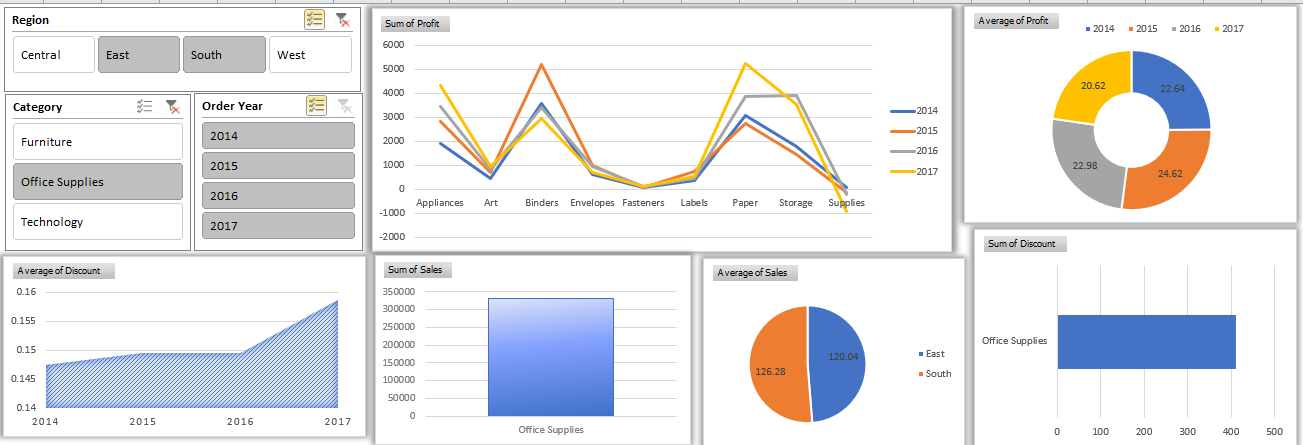 Region
Central East South West
Category
Furniture
Office Supplies
Technology
Order Year
2014
2015
2016
2017
Sum of Profit
6000
5000
4000
3000
2000
1000
0
-1000
-2000
Appliances Art Binders Envelopes Fasteners Labels Paper Storage Supplies
2014
2015
2016
2017
Average of Profit
2014 2015 2016 2017
20.62 22.64
22.98 24.62
Average of Discount
0.16
0.155
0.15
0.145
0.14
2014 2015 2016 2017
Sum of Sales
350000
300000
250000
200000
150000
100000
50000
0
Office Supplies
Average of Sales
120.04
126.28
East
South
Sum of Discount
Office Supplies
0 100 200 300 400 500